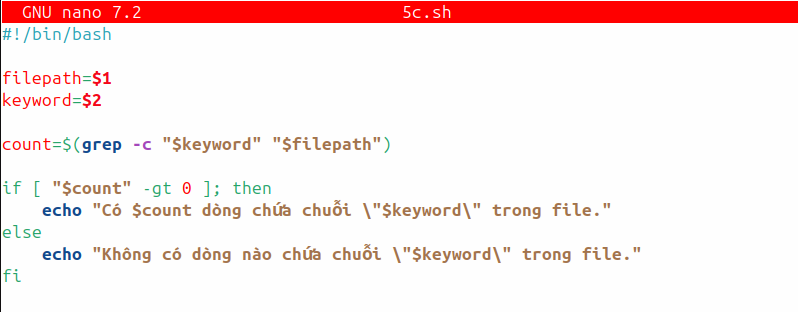 GNU nano 7.2 5c.sh
#!/bin/bash
filepath=$1
keyword=$2
count=$(grep -c "$keyword" "$filepath")
if [ "$count" -gt 0 ]; then
echo "Có $count dòng chứa chuỗi \"$keyword\" trong file."
else
echo "Không có dòng nào chứa chuỗi \"$keyword\" trong file."
fi